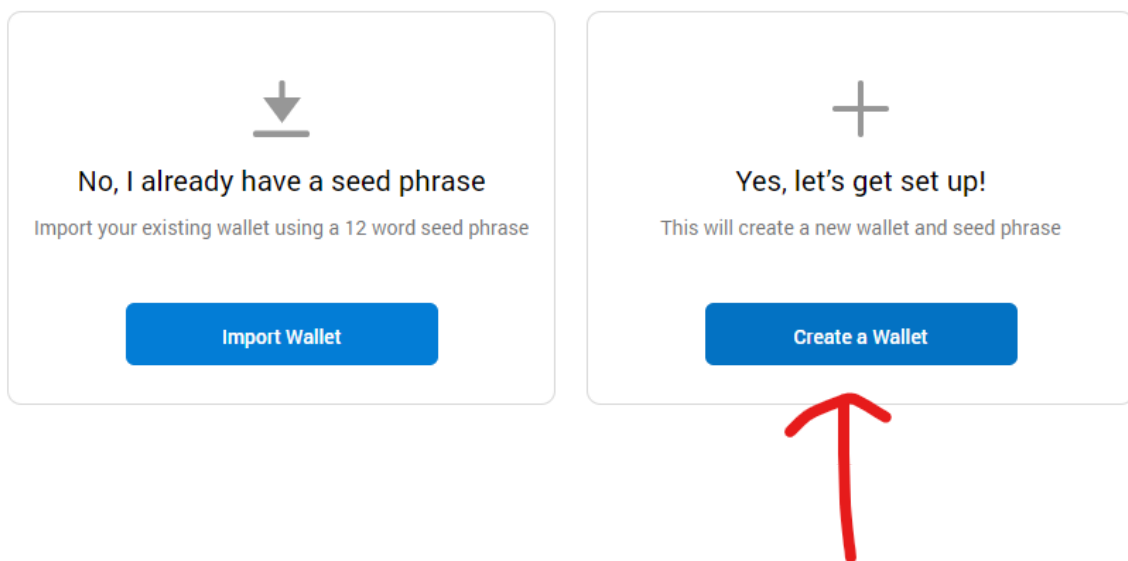 No, I already have a seed phrase
Import your existing wallet using a 12 word seed phrase
Import Wallet
Yes, let’s get set up!
This will create a new wallet and seed phrase
Create a Wallet